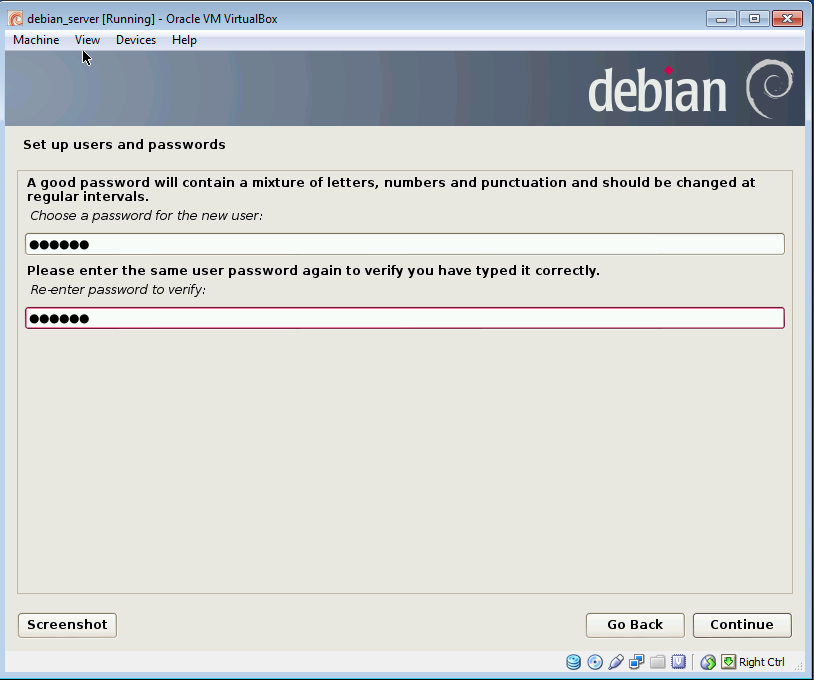 debian_server [Running] - Oracle VM VirtualBox
Machine View Devices Help
debian
Set up users and passwords
A good password will contain a mixture of letters, numbers and punctuation and should be changed at
regular intervals.
Choose a password for the new user:
●●●●●●
Please enter the same user password again to verify you have typed it correctly.
Re-enter password to verify:
●●●●●●
Screenshot Go Back Continue
Right Ctrl